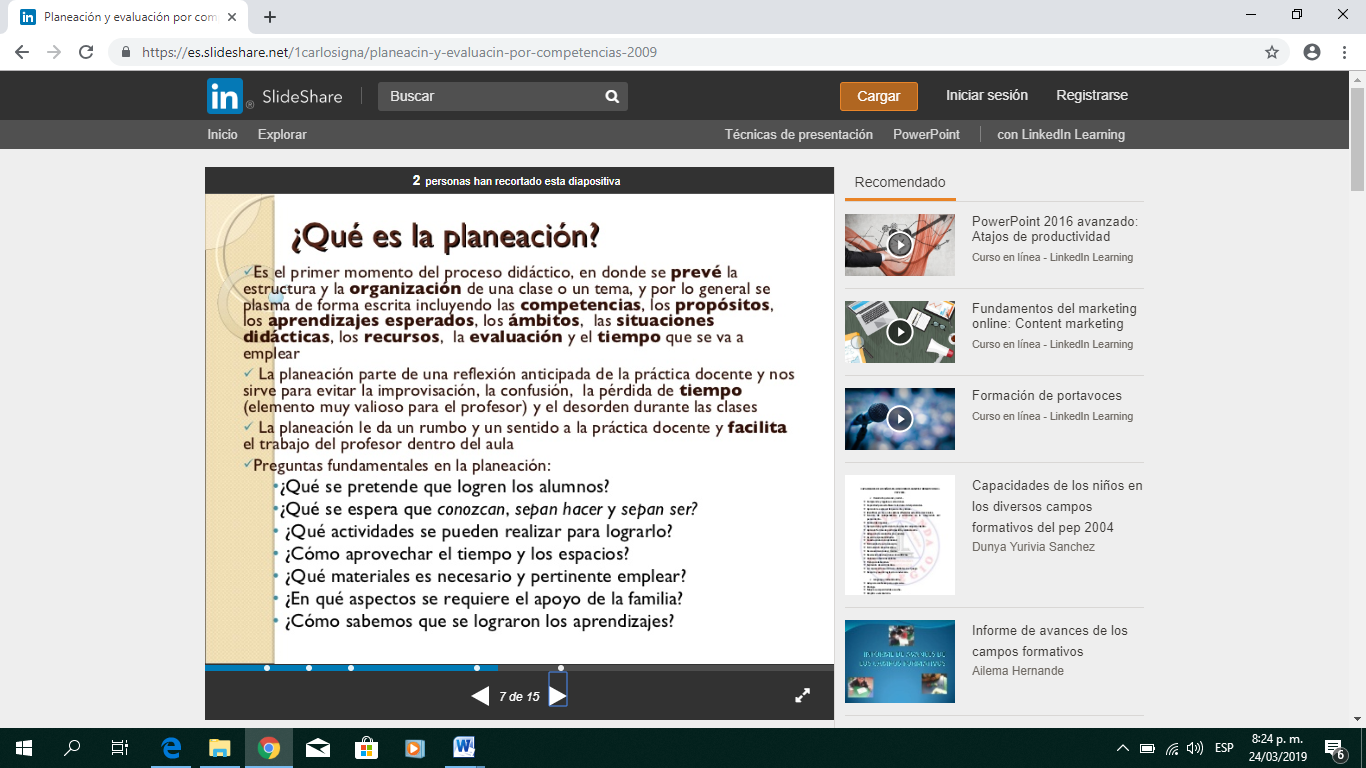 Planeación y evaluación por com
https://es.slideshare.net/1carlosigna/planeacin-y-evaluacin-por-competencias-2009
in ® SlideShare
Buscar
Cargar
Iniciar sesión
Registrarse
Inicio
Explorar
Técnicas de presentación
PowerPoint
con LinkedIn Learning
2 personas han recortado esta diapositiva
¿Qué es la planeación?
Es el primer momento del proceso didáctico, en donde se prevé la
estructura y la organización de una clase o un tema, y por lo general se
plasma de forma escrita incluyendo las competencias, los propósitos,
los aprendizajes esperados, los ámbitos, las situaciones
didácticas, los recursos, la evaluación y el tiempo que se va a
emplear
La planeación parte de una reflexión anticipada de la práctica docente y nos
sirve para evitar la improvisación, la confusión, la pérdida de tiempo
(elemento muy valioso para el profesor) y el desorden durante las clases
La planeación le da un rumbo y un sentido a la práctica docente y facilita
el trabajo del profesor dentro del aula
Preguntas fundamentales en la planeación:
¿Qué se pretende que logren los alumnos?
¿Qué se espera que conozcan, sepan hacer y sepan ser?
¿Qué actividades se pueden realizar para lograrlo?
¿Cómo aprovechar el tiempo y los espacios?
¿Qué materiales es necesario y pertinente emplear?
¿En qué aspectos se requiere el apoyo de la familia?
¿Cómo sabemos que se lograron los aprendizajes?
7 de 15
Recomendado
PowerPoint 2016 avanzado:
Atajos de productividad
Curso en línea - LinkedIn Learning
Fundamentos del marketing
online: Content marketing
Curso en línea - LinkedIn Learning
Formación de portavoces
Curso en línea - LinkedIn Learning
Capacidades de los niños en
los diversos campos
formativos del pep 2004
Dunya Yurivia Sanchez
INFORME DE AVANCES DE
LOS CAMPOS FORMATIVOS
Informe de avances de los
campos formativos
Ailema Hernande
ESP
8:24 p. m.
24/03/2019
6